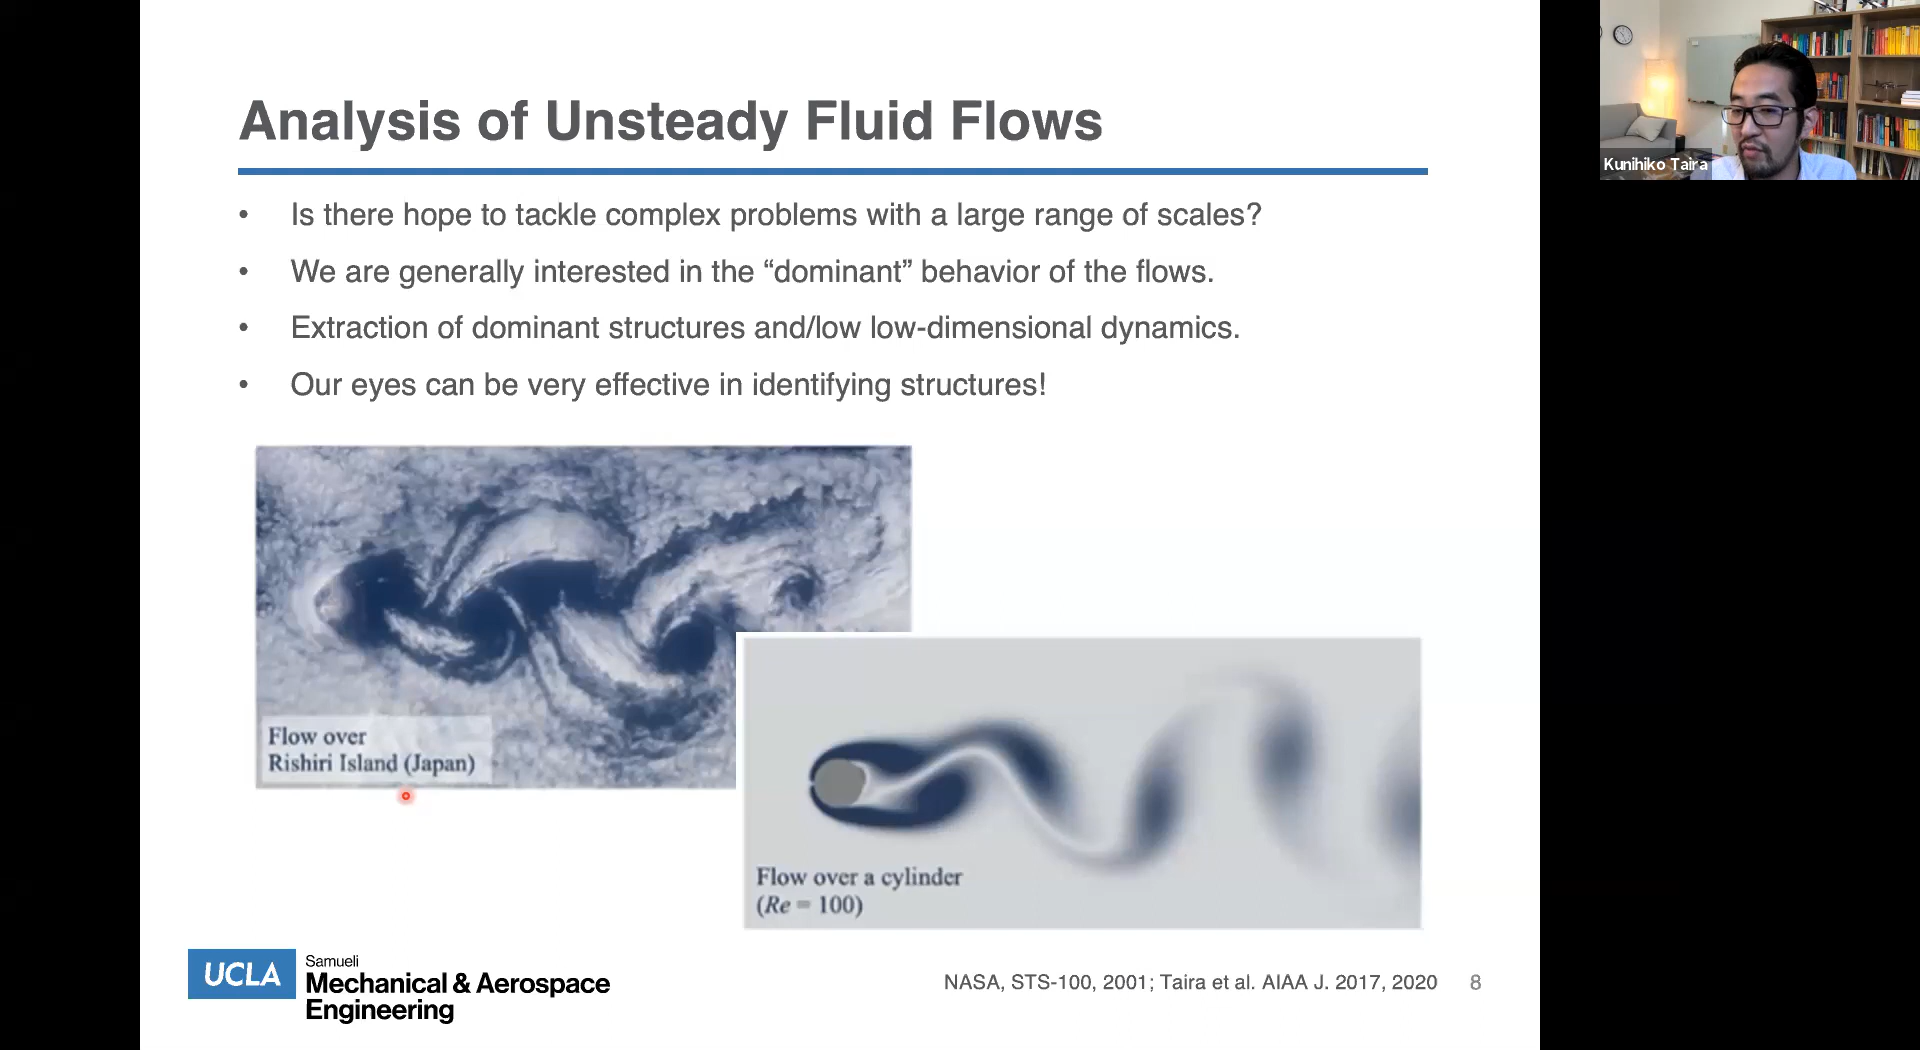 Analysis of Unsteady Fluid Flows
• Is there hope to tackle complex problems with a large range of scales?
• We are generally interested in the “dominant” behavior of the flows.
• Extraction of dominant structures and/low low-dimensional dynamics.
• Our eyes can be very effective in identifying structures!
Flow over
Rishiri Island (Japan)
Flow over a cylinder
(Re = 100)
UCLA
Samueli
Mechanical & Aerospace
Engineering
NASA, STS-100, 2001; Taira et al. AIAA J. 2017, 2020
8
Kunihiko Taira